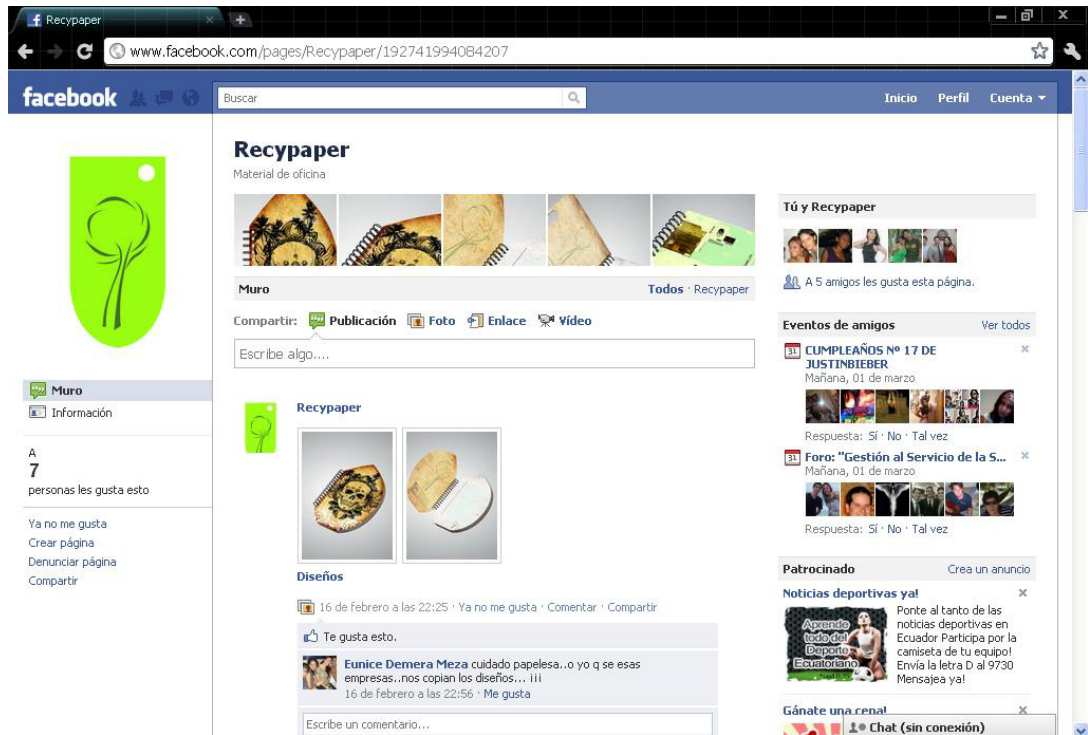 Recypaper
www.facebook.com/pages/Recypaper/192741994084207
facebook
Buscar
Inicio Perfil Cuenta
Recypaper
Material de oficina
Muro
Todos · Recypaper
Compartir: Publicación Foto Enlace Vídeo
Escribe algo....
Muro
Información
A
7
personas les gusta esto
Ya no me gusta
Crear página
Denunciar página
Compartir
Recypaper
Diseños
16 de febrero a las 22:25 · Ya no me gusta · Comentar · Compartir
Te gusta esto.
Eunice Demera Meza cuidado papelesa..o yo q se esas
empresas..nos copian los diseños... iii
16 de febrero a las 22:56 · Me gusta
Escribe un comentario...
Tú y Recypaper
A 5 amigos les gusta esta página.
Eventos de amigos Ver todos
31 CUMPLEAÑOS Nº 17 DE
JUSTINBIEBER
Mañana, 01 de marzo
Respuesta: Sí · No · Tal vez
31 Foro: "Gestión al Servicio de la S...
Mañana, 01 de marzo
Respuesta: Sí · No · Tal vez
Patrocinado Crea un anuncio
Noticias deportivas ya!
Aprende
todo del
Deporte
Ecuatoriano
Ponte al tanto de las
noticias deportivas en
Ecuador Participa por la
camiseta de tu equipo!
Envía la letra D al 9730
Mensajea ya!
Gánate una cena!
Chat (sin conexión)